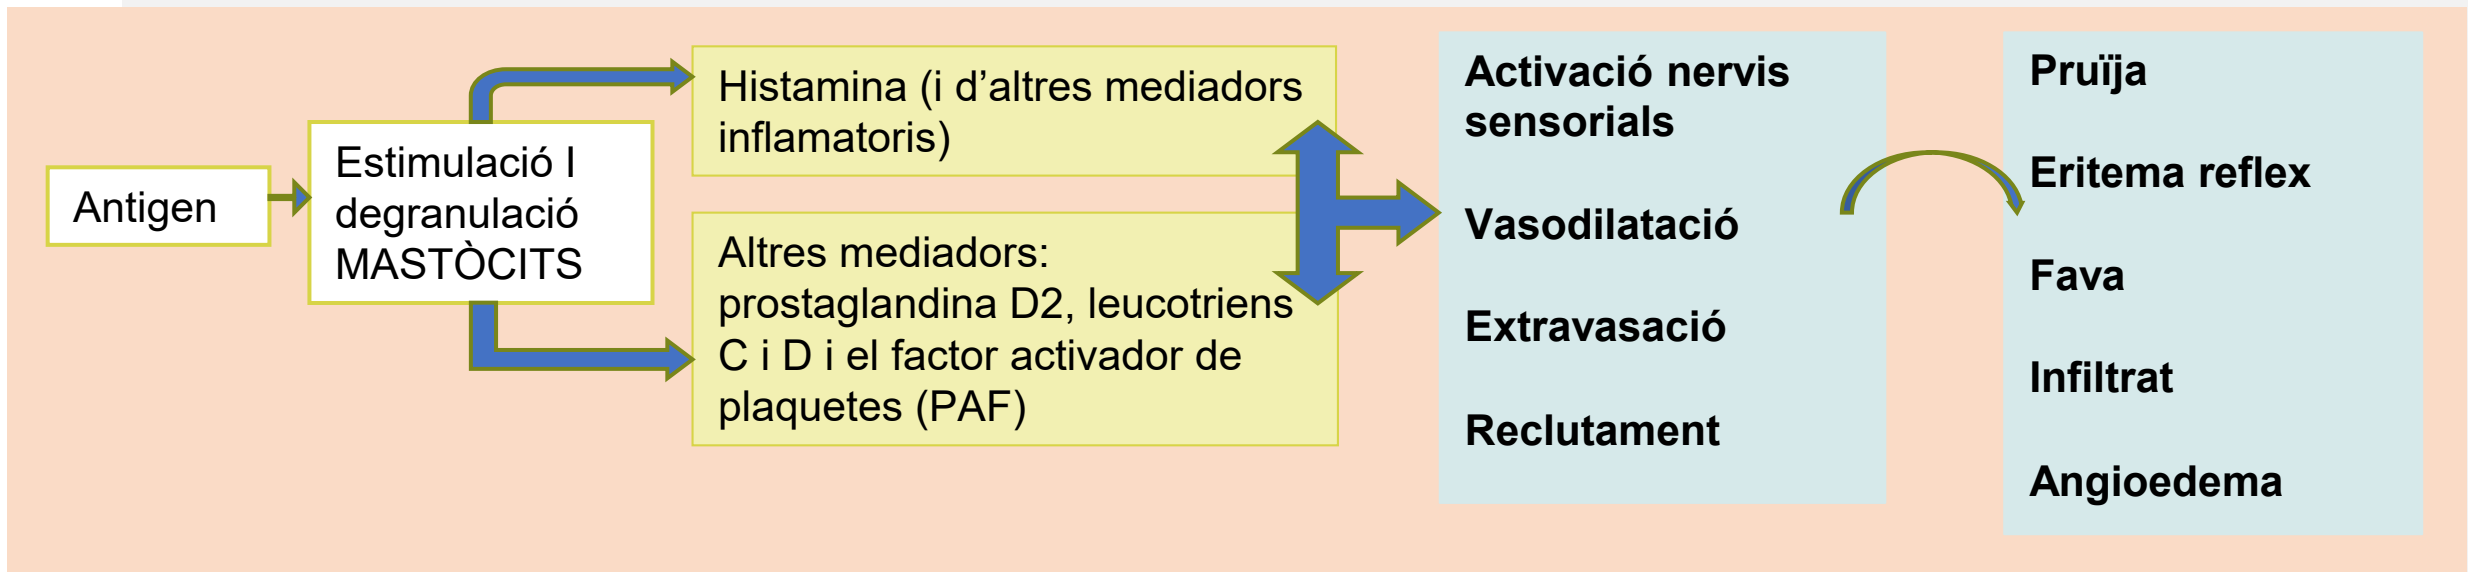 Antigen
Estimulació I
degranulació
MASTÒCITS
Histamina (i d’altres mediadors
inflamatoris)
Altres mediadors:
prostaglandina D2, leucotriens
C i D i el factor activador de
plaquetes (PAF)
Activació nervis
sensorials
Vasodilatació
Extravasació
Reclutament
Pruïja
Eritema reflex
Fava
Infiltrat
Angioedema